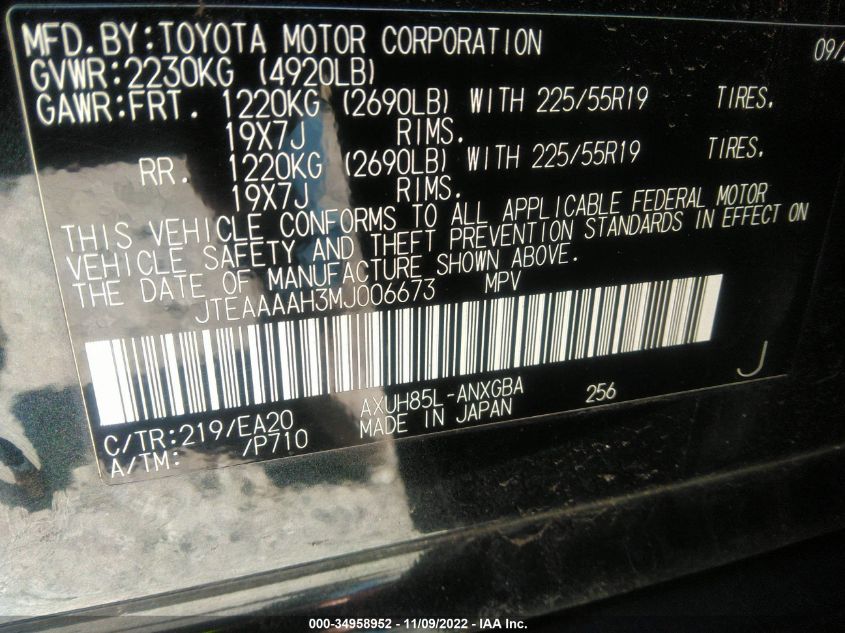 MFD.BY:TOYOTA MOTOR CORPORATION 09/
GVWR:2230KG (4920LB)
GAWR:FRT. 1220KG (2690LB) WITH 225/55R19 TIRES.
19X7J RIMS.
RR. 1220KG (2690LB) WITH 225/55R19 TIRES.
19X7J RIMS.
THIS VEHICLE CONFORMS TO ALL APPLICABLE FEDERAL MOTOR
VEHICLE SAFETY AND THEFT PREVENTION STANDARDS IN EFFECT ON
THE DATE OF MANUFACTURE SHOWN ABOVE.
JTEAAAAH3MJ006673 MPV
J
C/TR:219/EA20 AXUH85L-ANXGBA 256
A/TM: /P710 MADE IN JAPAN
000-34958952 - 11/09/2022 - IAA Inc.